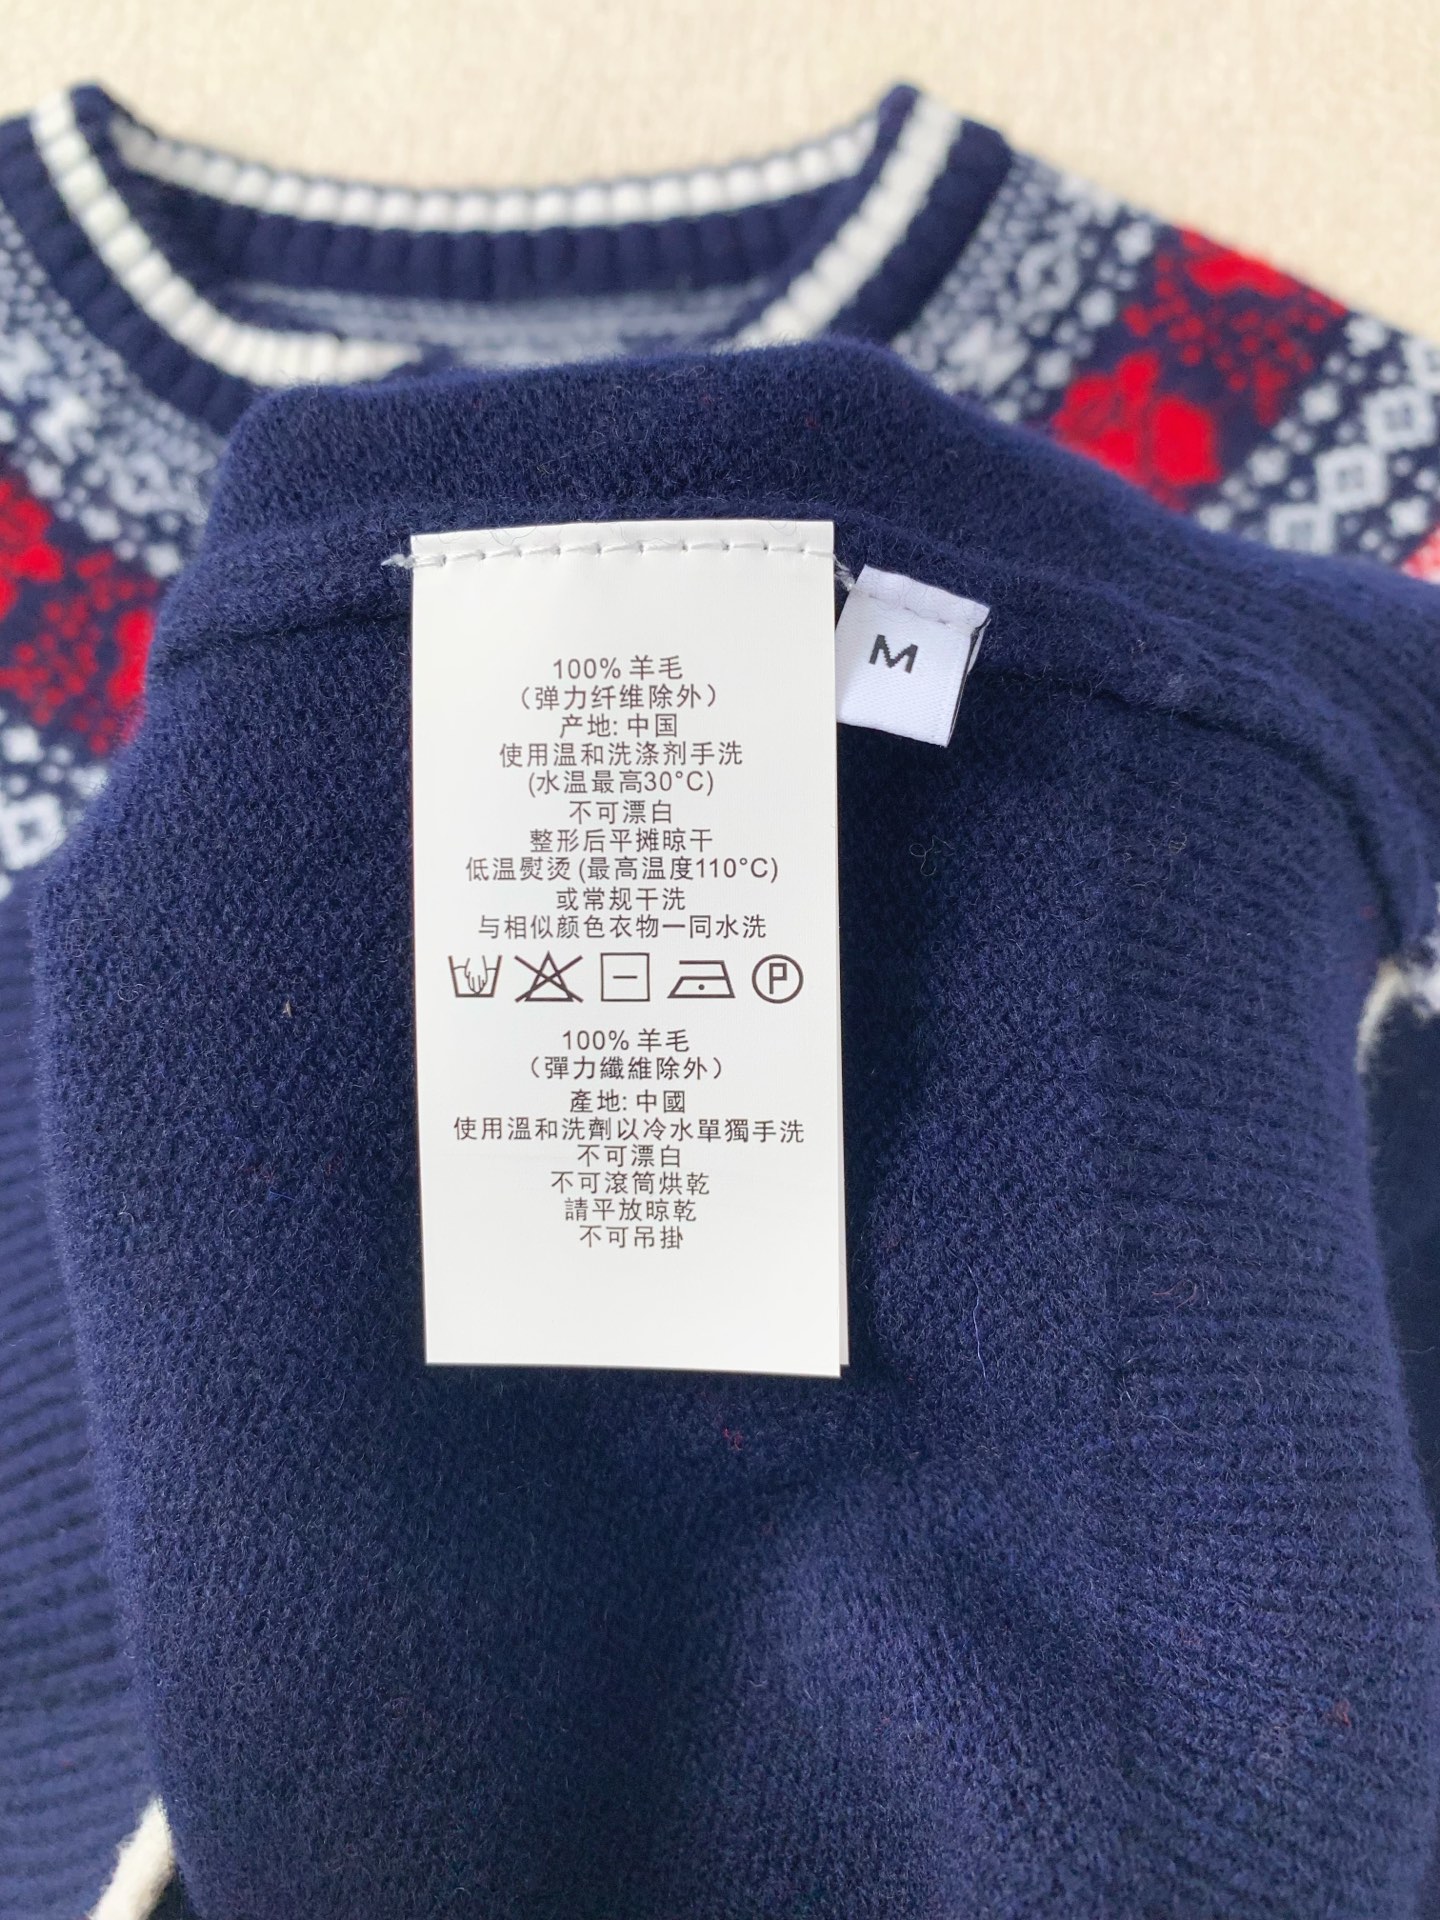 100% 羊毛
（弹力纤维除外）
产地: 中国
使用温和洗涤剂手洗
(水温最高30°C)
不可漂白
整形后平摊晾干
低温熨烫 (最高温度110°C)
或常规干洗
与相似颜色衣物一同水洗
P
100% 羊毛
（彈力纖維除外）
產地: 中國
使用溫和洗劑以冷水單獨手洗
不可漂白
不可滾筒烘乾
請平放晾乾
不可吊掛
M